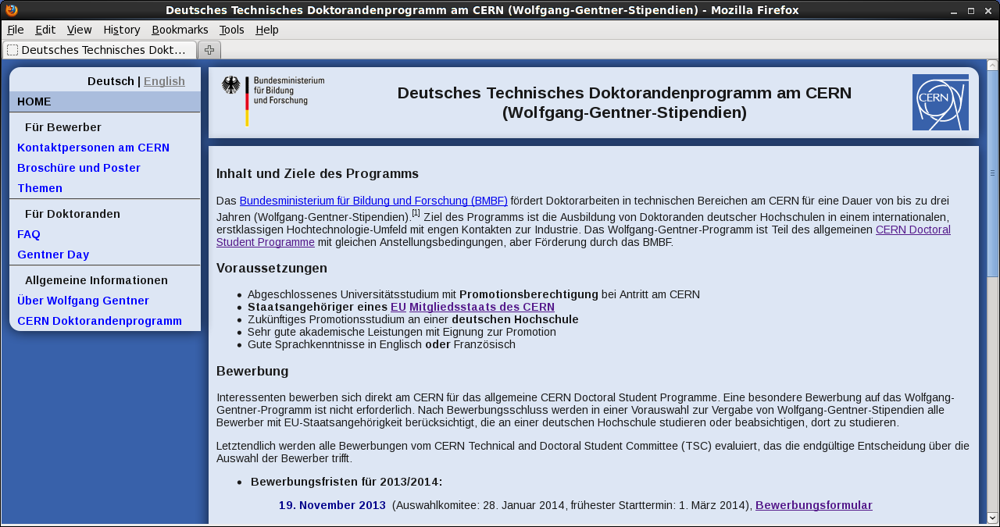 Deutsches Technisches Doktorandenprogramm am CERN (Wolfgang-Gentner-Stipendien) - Mozilla Firefox
File Edit View History Bookmarks Tools Help
Deutsches Technisches Dokt...
Deutsch | English
HOME
Für Bewerber
Kontaktpersonen am CERN
Broschüre und Poster
Themen
Für Doktoranden
FAQ
Gentner Day
Allgemeine Informationen
Über Wolfgang Gentner
CERN Doktorandenprogramm
Bundesministerium
für Bildung
und Forschung
Deutsches Technisches Doktorandenprogramm am CERN
(Wolfgang-Gentner-Stipendien)
CERN
Inhalt und Ziele des Programms
Das Bundesministerium für Bildung und Forschung (BMBF) fördert Doktorarbeiten in technischen Bereichen am CERN für eine Dauer von bis zu drei
Jahren (Wolfgang-Gentner-Stipendien).[1] Ziel des Programms ist die Ausbildung von Doktoranden deutscher Hochschulen in einem internationalen,
erstklassigen Hochtechnologie-Umfeld mit engen Kontakten zur Industrie. Das Wolfgang-Gentner-Programm ist Teil des allgemeinen CERN Doctoral
Student Programme mit gleichen Anstellungsbedingungen, aber Förderung durch das BMBF.
Voraussetzungen
• Abgeschlossenes Universitätsstudium mit Promotionsberechtigung bei Antritt am CERN
• Staatsangehöriger eines EU Mitgliedsstaats des CERN
• Zukünftiges Promotionsstudium an einer deutschen Hochschule
• Sehr gute akademische Leistungen mit Eignung zur Promotion
• Gute Sprachkenntnisse in Englisch oder Französisch
Bewerbung
Interessenten bewerben sich direkt am CERN für das allgemeine CERN Doctoral Student Programme. Eine besondere Bewerbung auf das Wolfgang-
Gentner-Programm ist nicht erforderlich. Nach Bewerbungsschluss werden in einer Vorauswahl zur Vergabe von Wolfgang-Gentner-Stipendien alle
Bewerber mit EU-Staatsangehörigkeit berücksichtigt, die an einer deutschen Hochschule studieren oder beabsichtigen, dort zu studieren.
Letztendlich werden alle Bewerbungen vom CERN Technical and Doctoral Student Committee (TSC) evaluiert, das die endgültige Entscheidung über die
Auswahl der Bewerber trifft.
• Bewerbungsfristen für 2013/2014:
19. November 2013 (Auswahlkomitee: 28. Januar 2014, frühester Starttermin: 1. März 2014), Bewerbungsformular